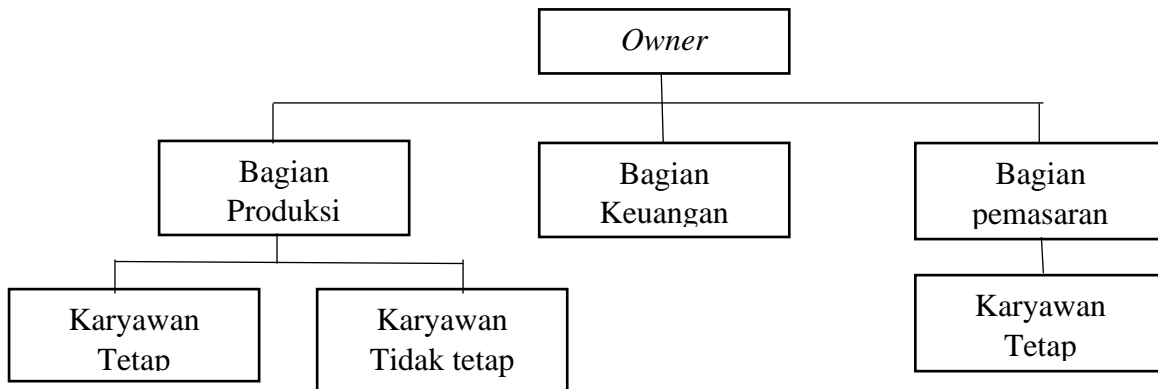 Owner
Bagian
Produksi
Bagian
Keuangan
Bagian
pemasaran
Karyawan
Tetap
Karyawan
Tidak tetap
Karyawan
Tetap